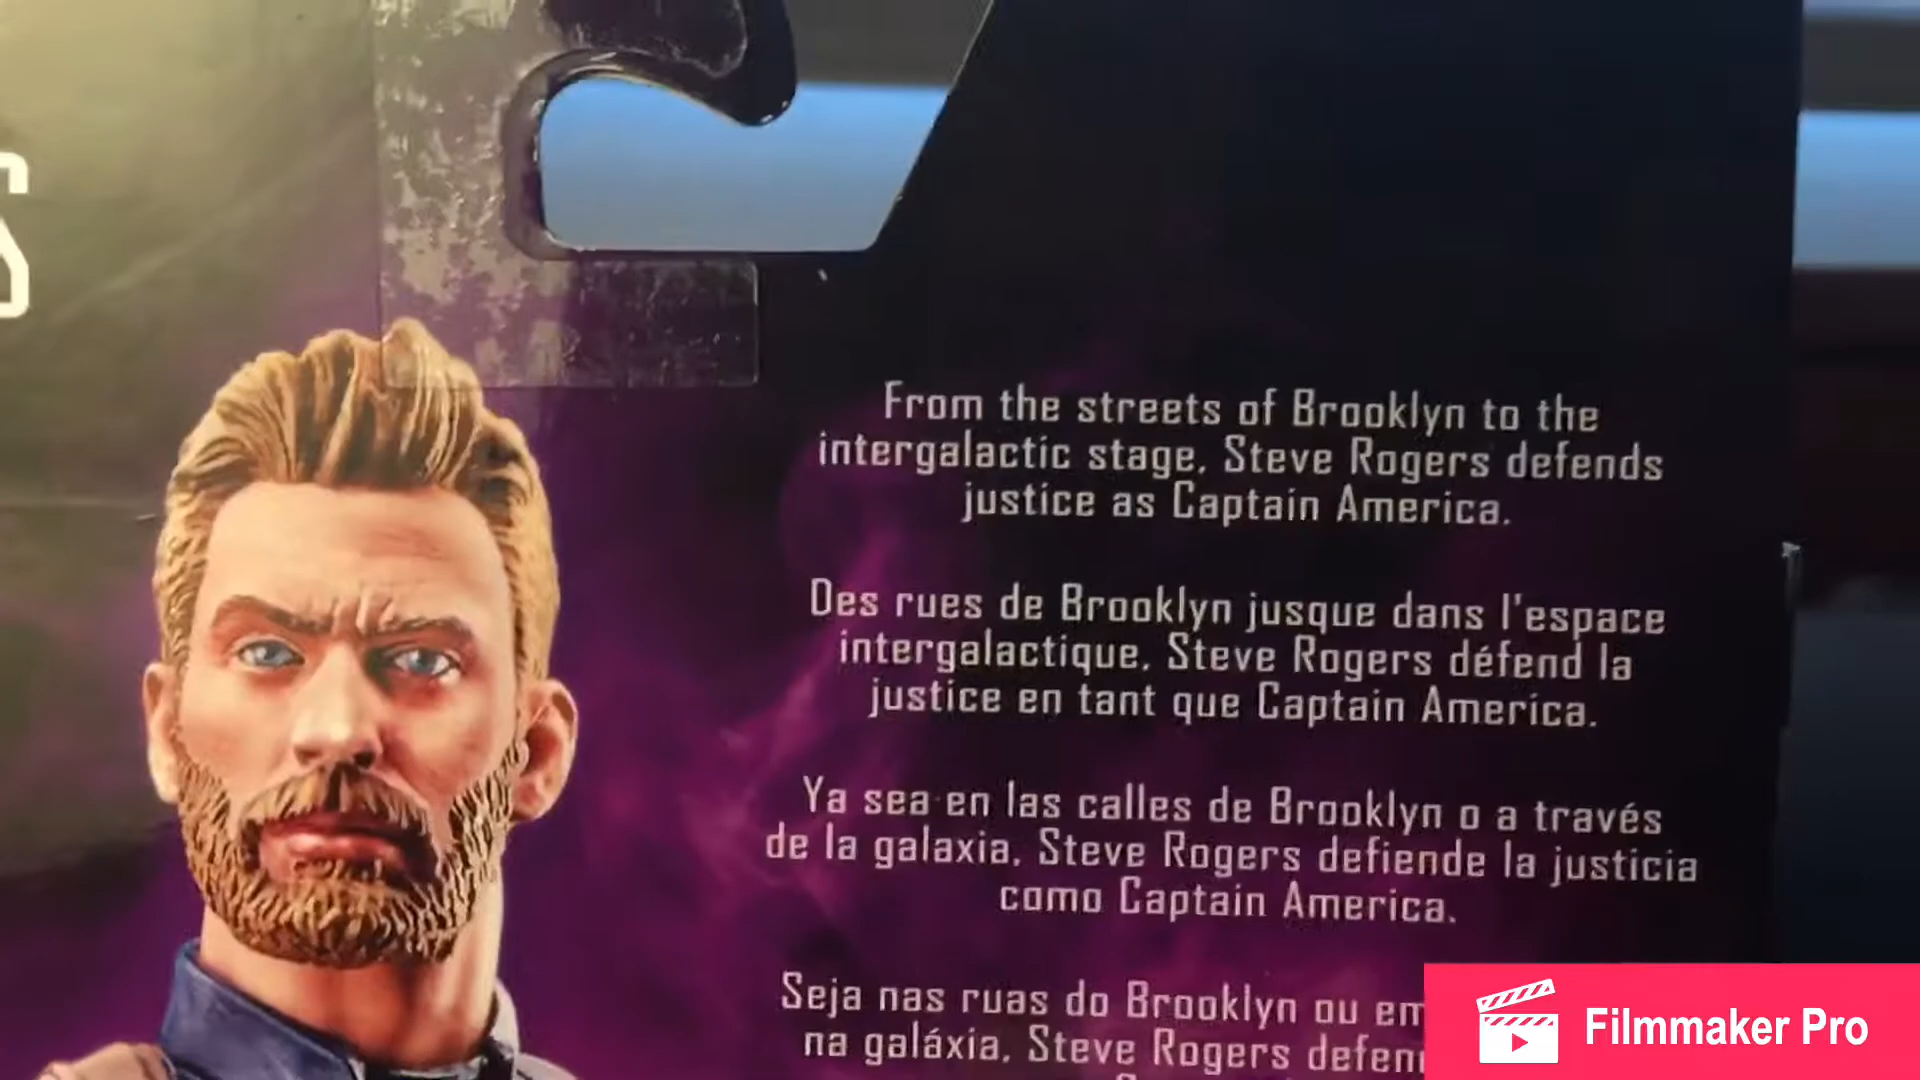 S
From the streets of Brooklyn to the
intergalactic stage, Steve Rogers defends
justice as Captain America.
Des rues de Brooklyn jusque dans l'espace
intergalactique, Steve Rogers défend la
justice en tant que Captain America.
Ya sea en las calles de Brooklyn o a través
de la galaxia, Steve Rogers defiende la justicia
como Captain America.
Seja nas ruas do Brooklyn ou em
na galáxia, Steve Rogers
Filmmaker Pro